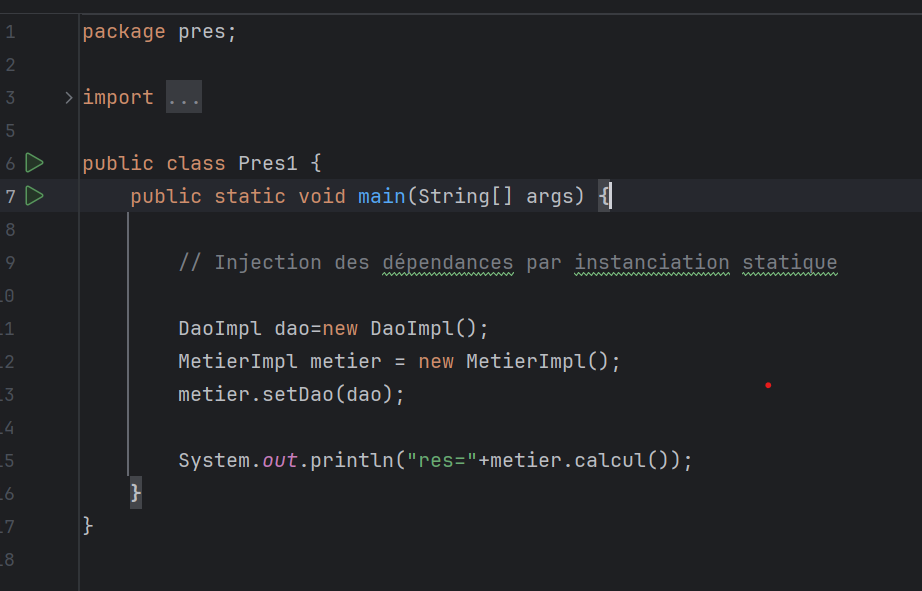 1 package pres;
2
3 import ...
5
6 public class Pres1 {
7 public static void main(String[] args) {
8
9 // Injection des dépendances par instanciation statique
10
11 DaoImpl dao=new DaoImpl();
12 MetierImpl metier = new MetierImpl();
13 metier.setDao(dao);
14
15 System.out.println("res="+metier.calcul());
16 }
17 }
18